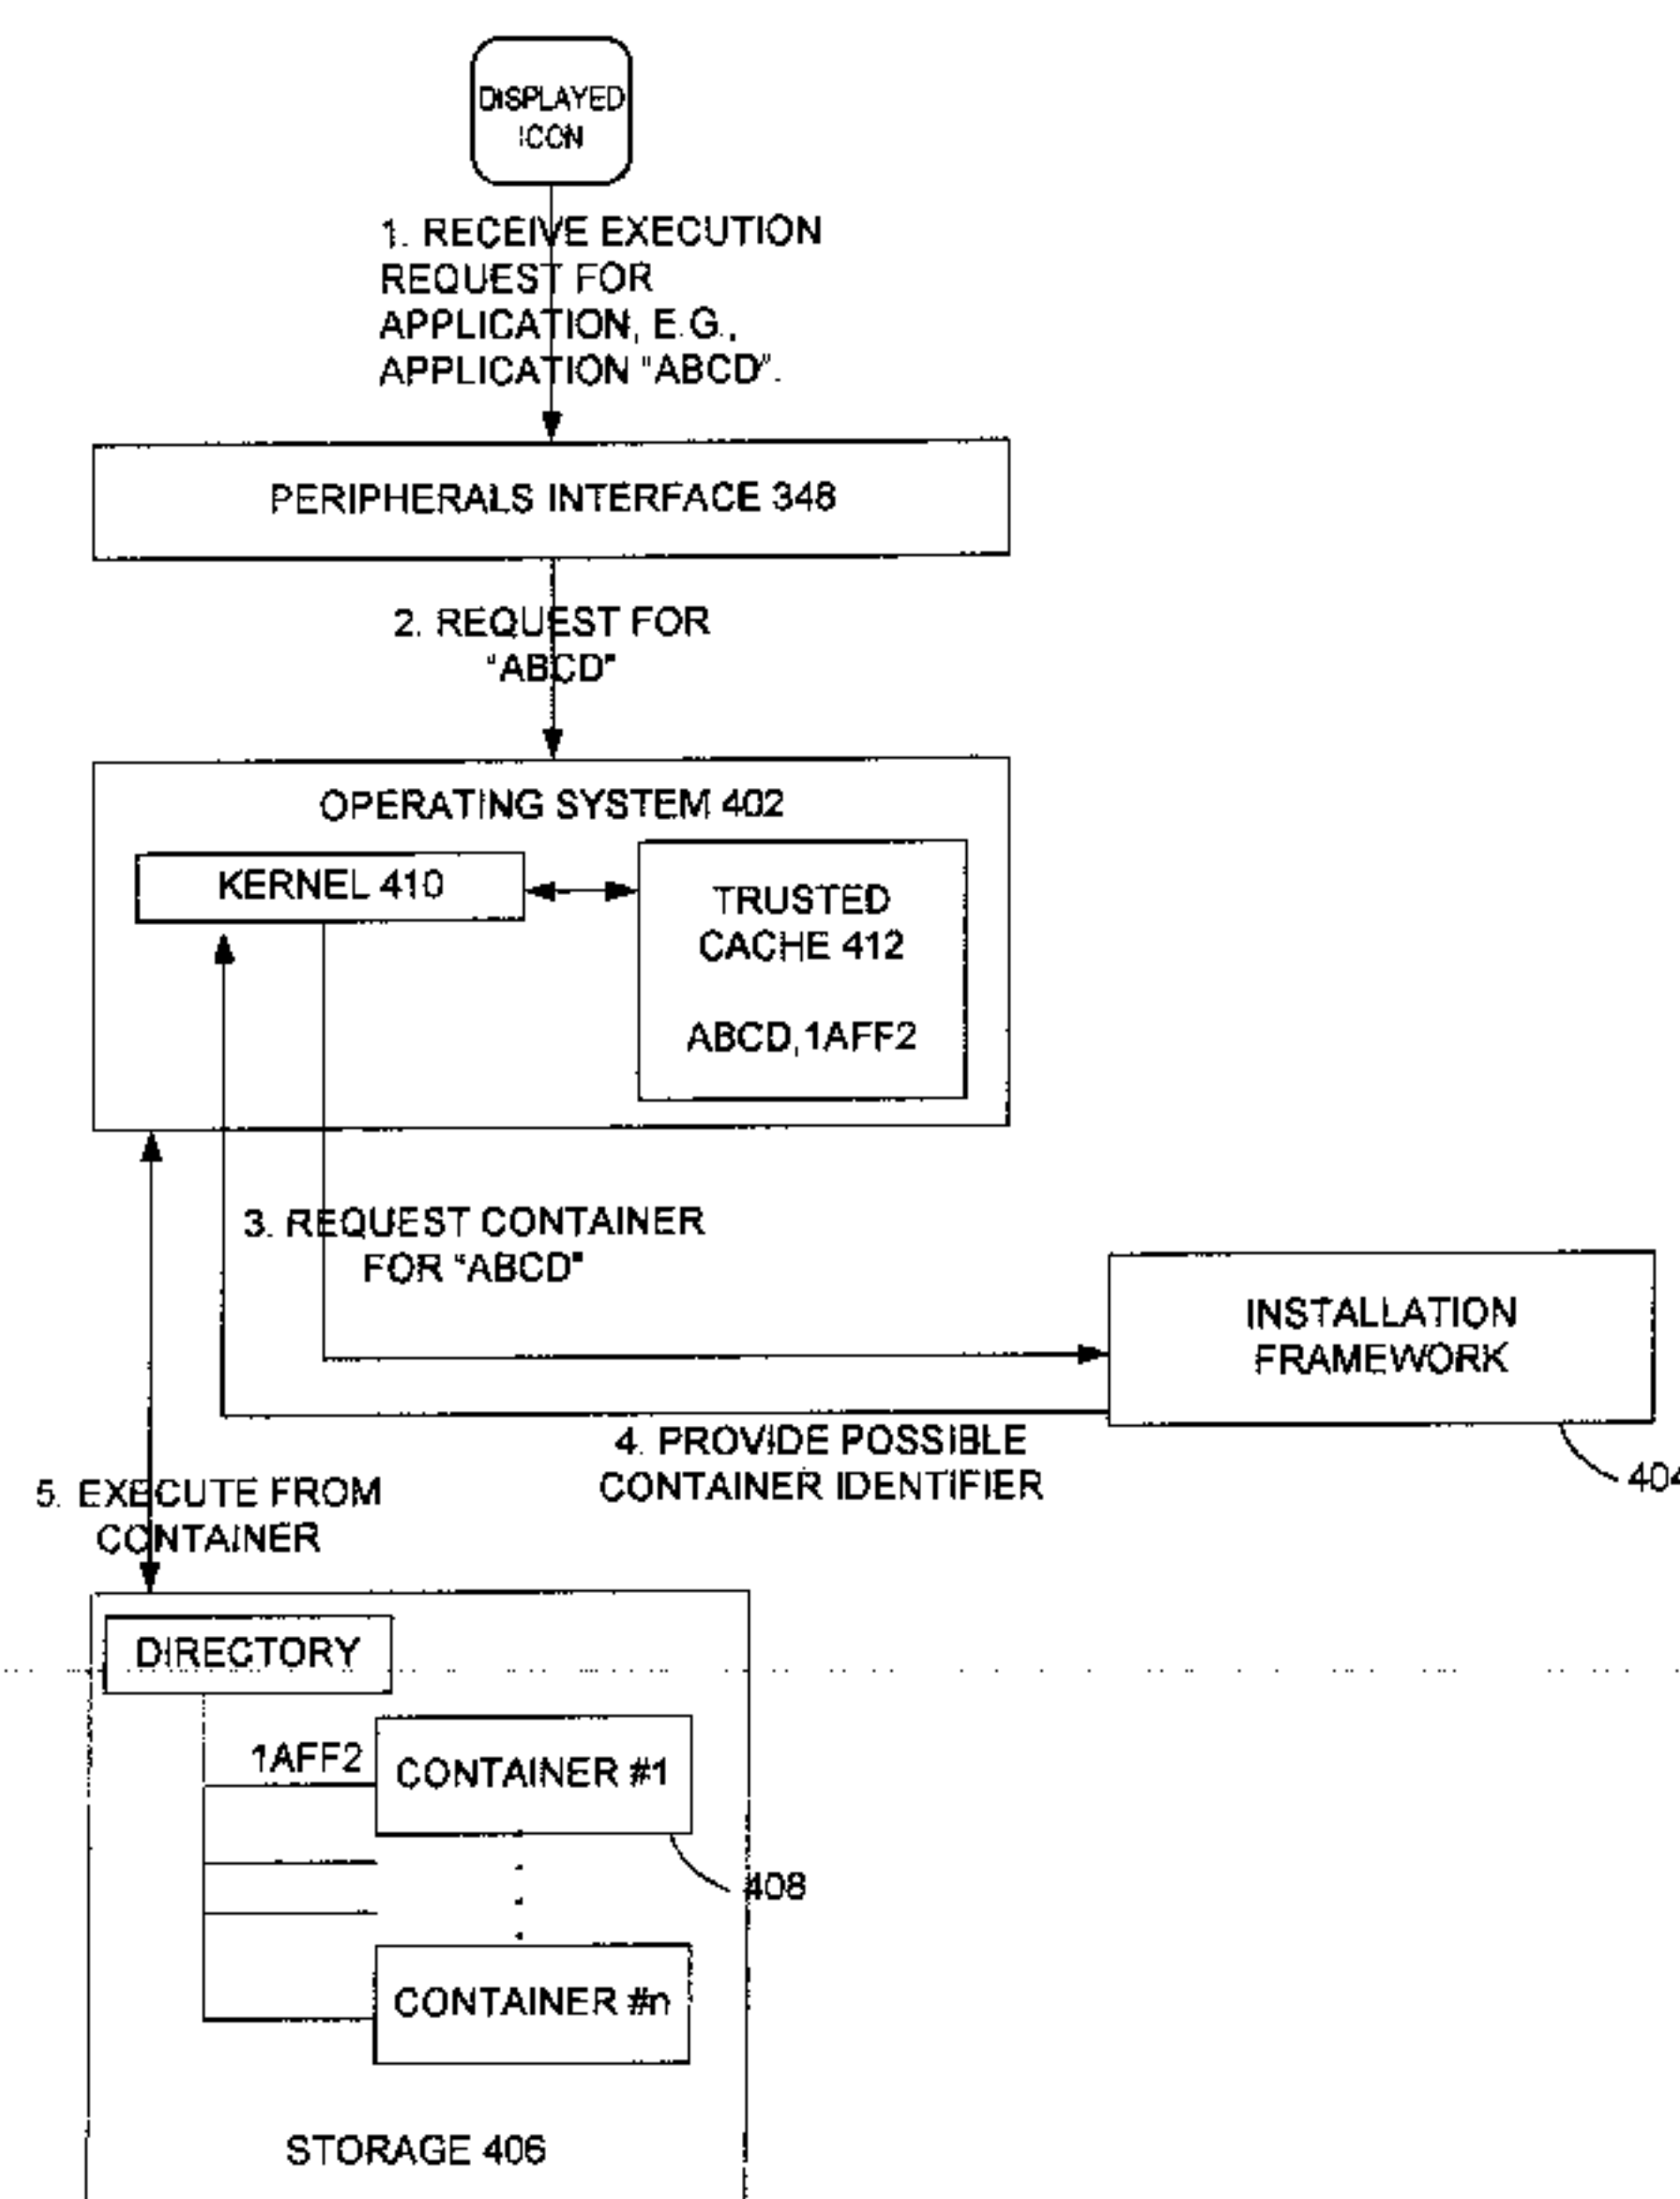 DISPLAYED
ICON
1. RECEIVE EXECUTION
REQUEST FOR
APPLICATION, E.G.,
APPLICATION "ABCD".
PERIPHERALS INTERFACE 348
2. REQUEST FOR
"ABCD"
OPERATING SYSTEM 402
KERNEL 410
TRUSTED
CACHE 412
ABCD,1AFF2
3. REQUEST CONTAINER
FOR "ABCD"
INSTALLATION
FRAMEWORK
4. PROVIDE POSSIBLE
CONTAINER IDENTIFIER
404
5. EXECUTE FROM
CONTAINER
DIRECTORY
1AFF2
CONTAINER #1
408
CONTAINER #n
STORAGE 406